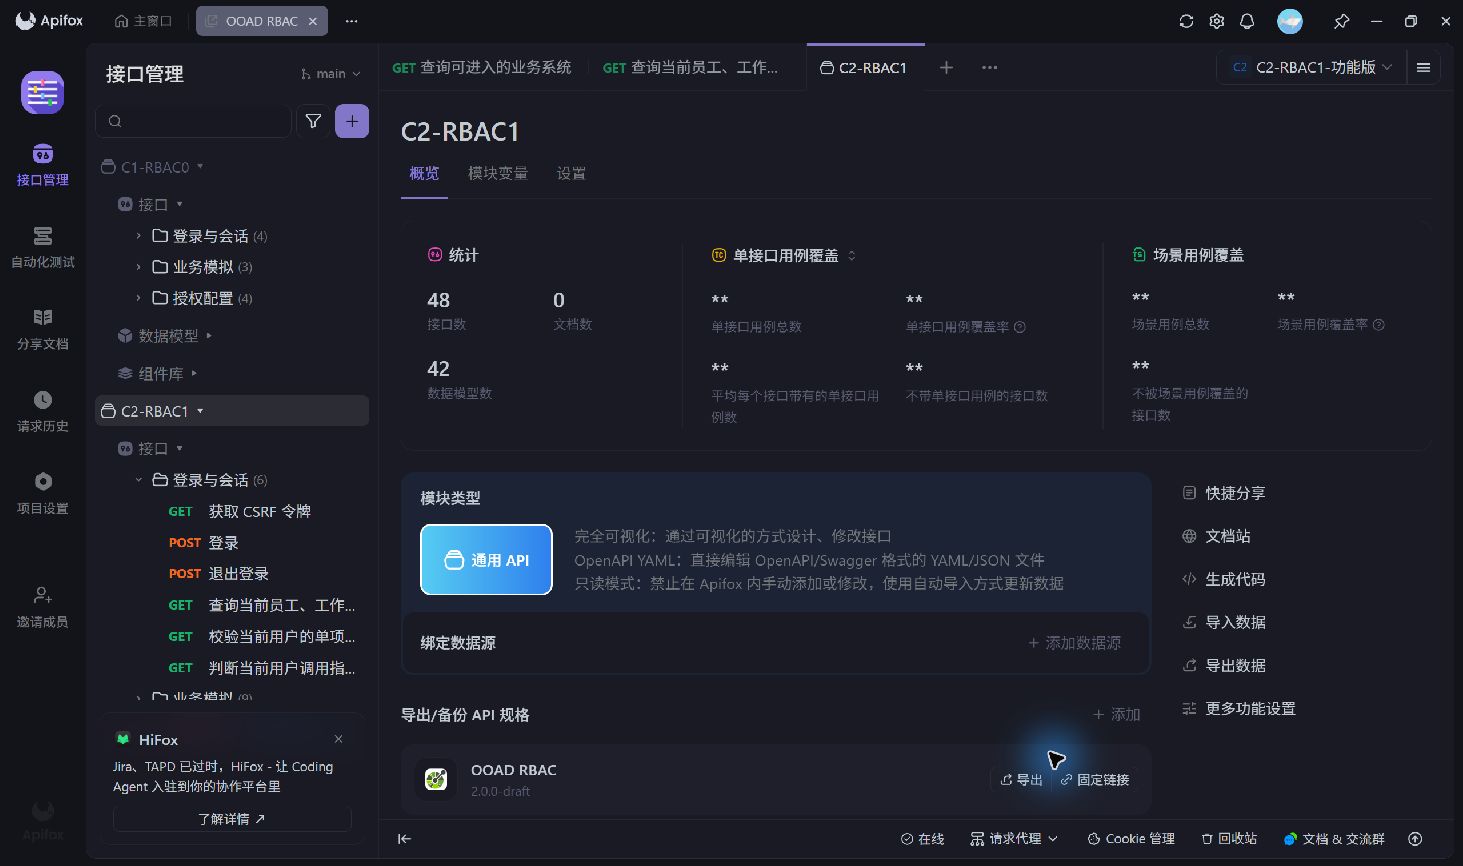 Apifox
主窗口
OOAD RBAC
接口管理
main
GET 查询可进入的业务系统
GET 查询当前员工、工作...
C2-RBAC1
C2 C2-RBAC1-功能版
接口管理
自动化测试
分享文档
请求历史
项目设置
邀请成员
Apifox
C1-RBAC0
接口
登录与会话 (4)
业务模拟 (3)
授权配置 (4)
数据模型
组件库
C2-RBAC1
接口
登录与会话 (6)
GET 获取 CSRF 令牌
POST 登录
POST 退出登录
GET 查询当前员工、工作...
GET 校验当前用户的单项...
GET 判断当前用户调用指...
业务模拟 (9)
HiFox
Jira、TAPD 已过时，HiFox - 让 Coding
Agent 入驻到你的协作平台里
了解详情 ↗
C2-RBAC1
概览
模块变量
设置
统计
48
接口数
0
文档数
42
数据模型数
单接口用例覆盖
**
单接口用例总数
**
单接口用例覆盖率
**
平均每个接口带有的单接口用
例数
**
不带单接口用例的接口数
场景用例覆盖
**
场景用例总数
**
场景用例覆盖率
**
不被场景用例覆盖的
接口数
模块类型
通用 API
完全可视化：通过可视化的方式设计、修改接口
OpenAPI YAML：直接编辑 OpenAPI/Swagger 格式的 YAML/JSON 文件
只读模式：禁止在 Apifox 内手动添加或修改，使用自动导入方式更新数据
绑定数据源
+ 添加数据源
导出/备份 API 规格
+ 添加
OOAD RBAC
2.0.0-draft
导出
固定链接
快捷分享
文档站
生成代码
导入数据
导出数据
更多功能设置
在线
请求代理
Cookie 管理
回收站
文档 & 交流群